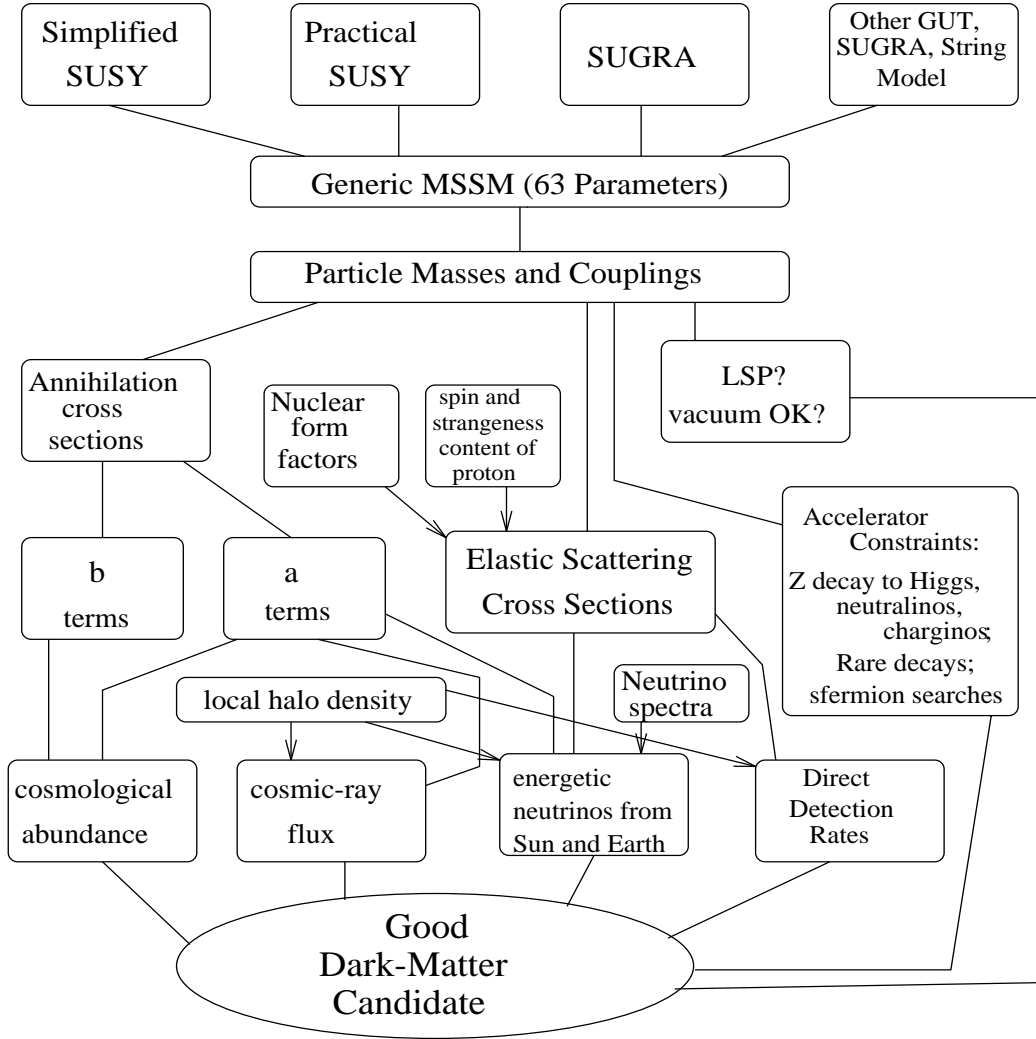 Simplified
SUSY
Practical
SUSY
SUGRA
Other GUT,
SUGRA, String
Model
Generic MSSM (63 Parameters)
Particle Masses and Couplings
Annihilation
cross
sections
Nuclear
form
factors
spin and
strangeness
content of
proton
LSP?
vacuum OK?
Accelerator
Constraints:
Z decay to Higgs,
neutralinos,
charginos;
Rare decays;
sfermion searches
b
terms
a
terms
Elastic Scattering
Cross Sections
local halo density
Neutrino
spectra
cosmological
abundance
cosmic-ray
flux
energetic
neutrinos from
Sun and Earth
Direct
Detection
Rates
Good
Dark-Matter
Candidate